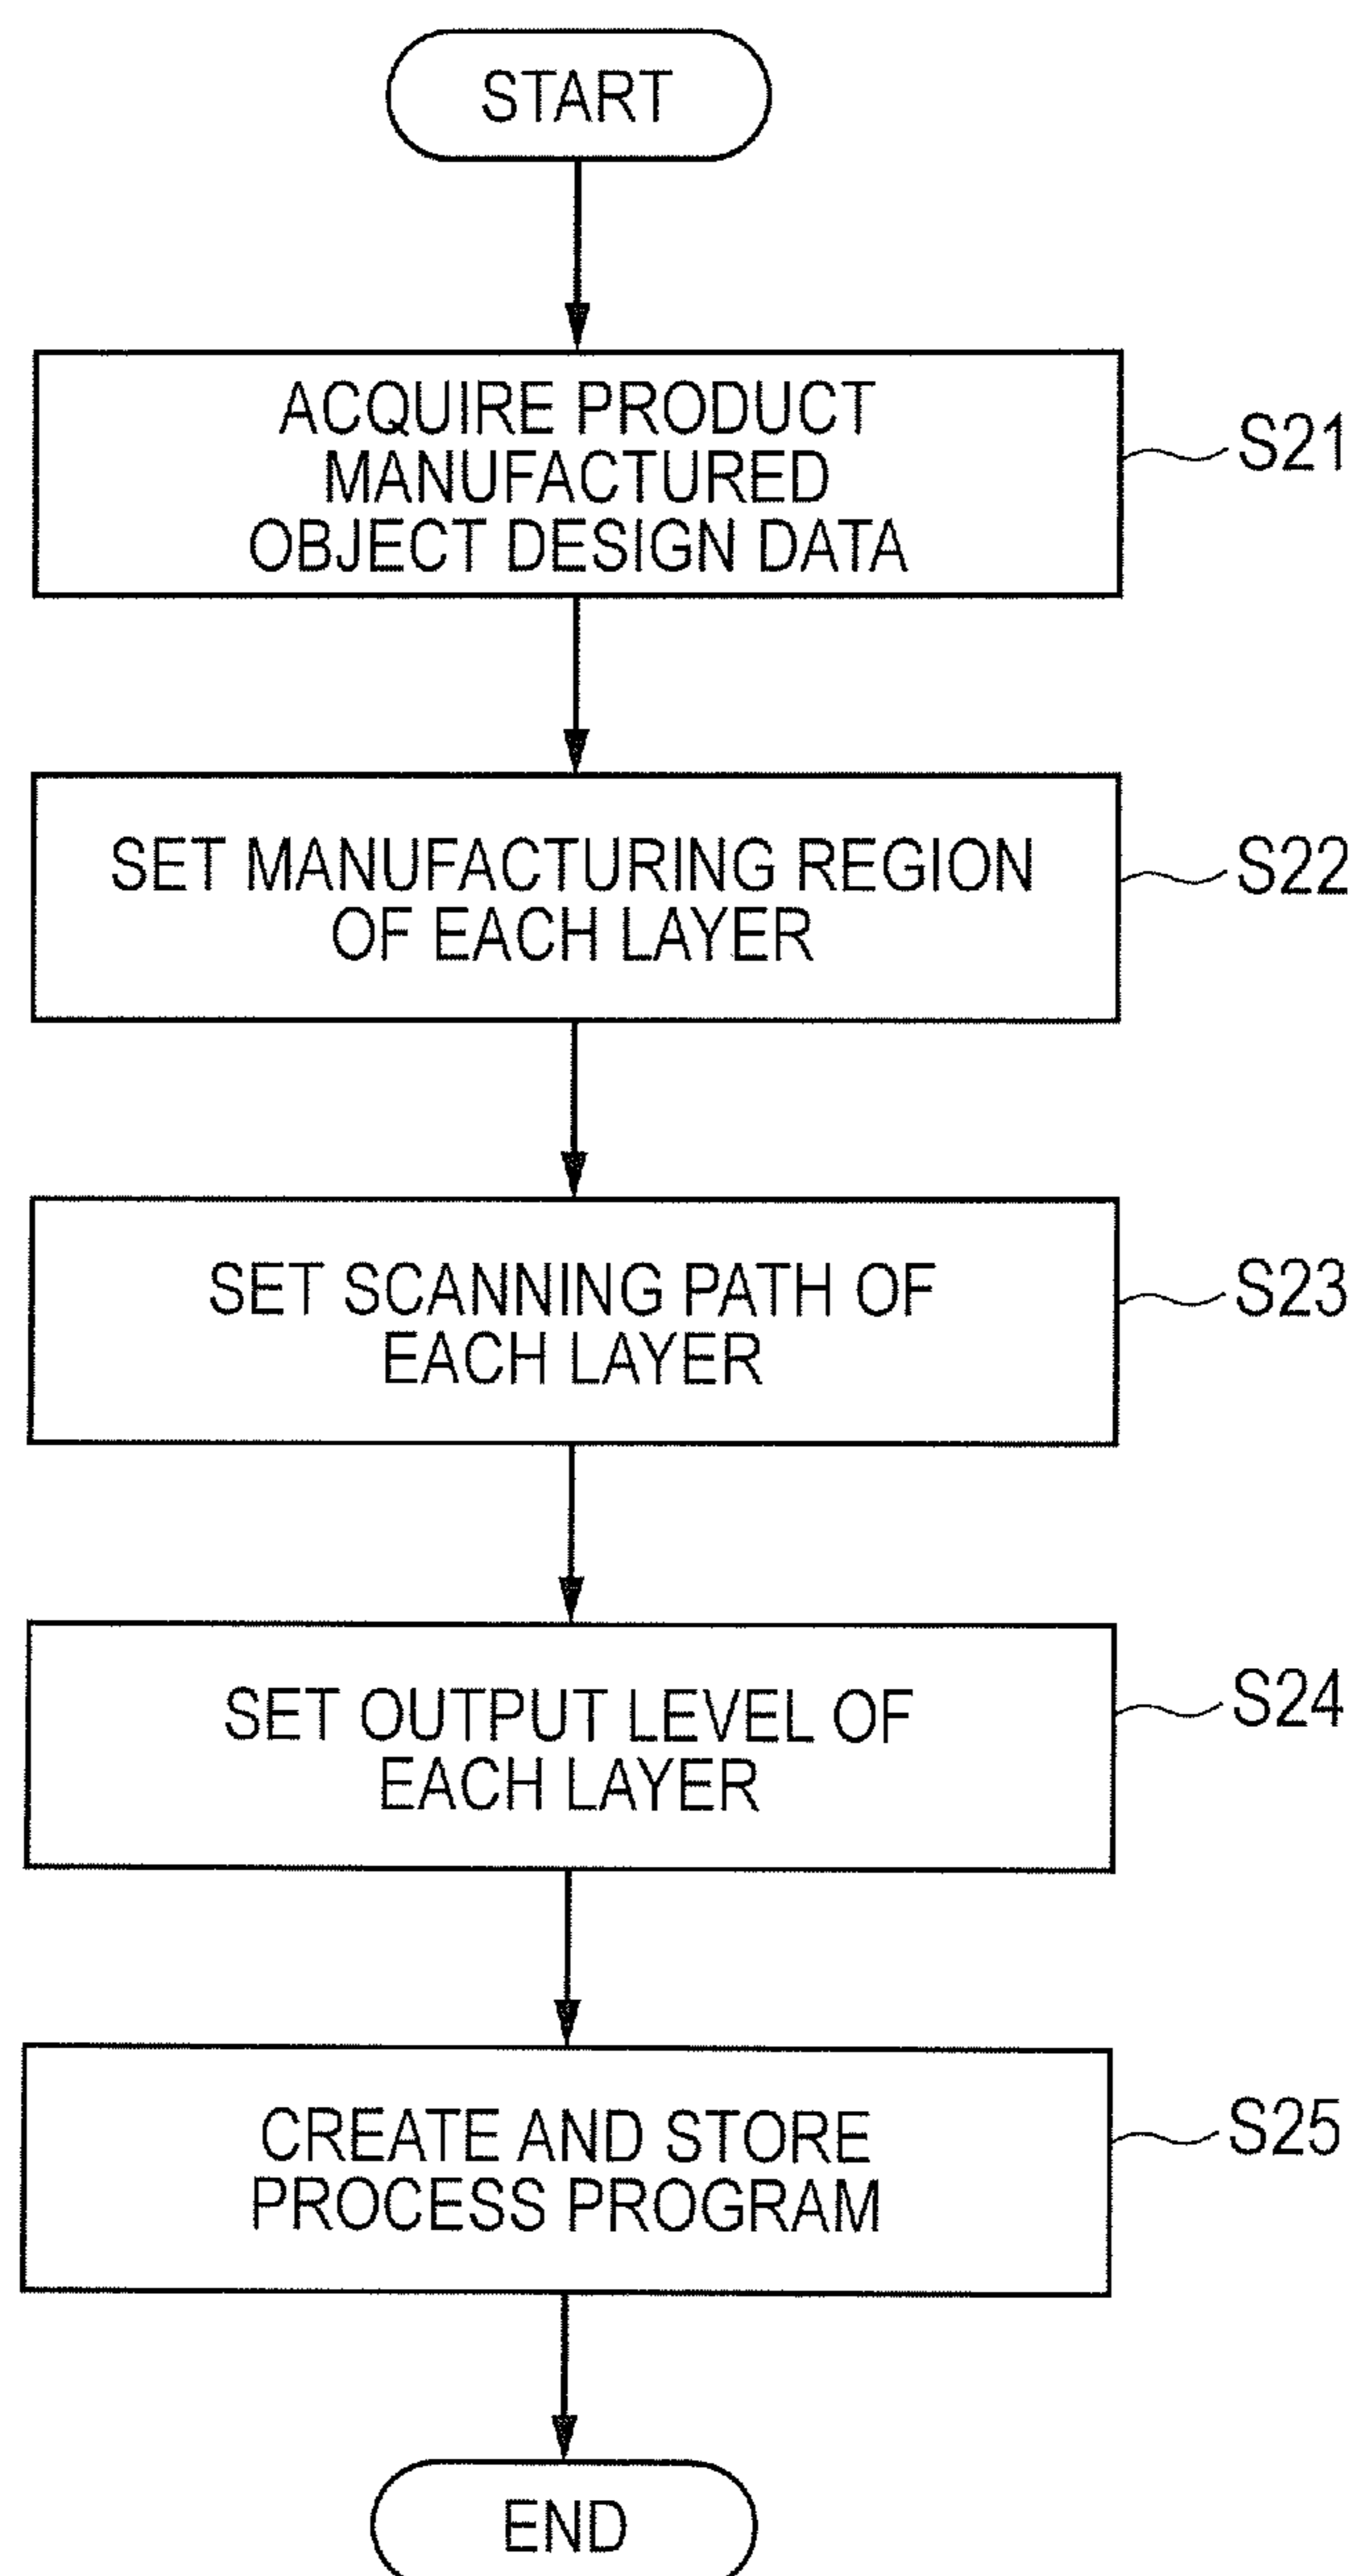 START
ACQUIRE PRODUCT
MANUFACTURED
OBJECT DESIGN DATA
S21
SET MANUFACTURING REGION
OF EACH LAYER
S22
SET SCANNING PATH OF
EACH LAYER
S23
SET OUTPUT LEVEL OF
EACH LAYER
S24
CREATE AND STORE
PROCESS PROGRAM
S25
END